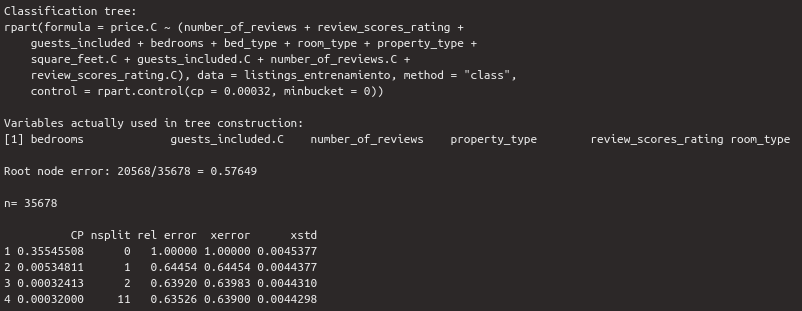 Classification tree:
rpart(formula = price.C ~ (number_of_reviews + review_scores_rating +
    guests_included + bedrooms + bed_type + room_type + property_type +
    square_feet.C + guests_included.C + number_of_reviews.C +
    review_scores_rating.C), data = listings_entrenamiento, method = "class",
    control = rpart.control(cp = 0.00032, minbucket = 0))
Variables actually used in tree construction:
[1] bedrooms             guests_included.C    number_of_reviews    property_type        review_scores_rating room_type
Root node error: 20568/35678 = 0.57649
n= 35678
          CP nsplit rel error  xerror      xstd
1 0.35545508      0   1.00000 1.00000 0.0045377
2 0.00534811      1   0.64454 0.64454 0.0044377
3 0.00032413      2   0.63920 0.63983 0.0044310
4 0.00032000     11   0.63526 0.63900 0.0044298